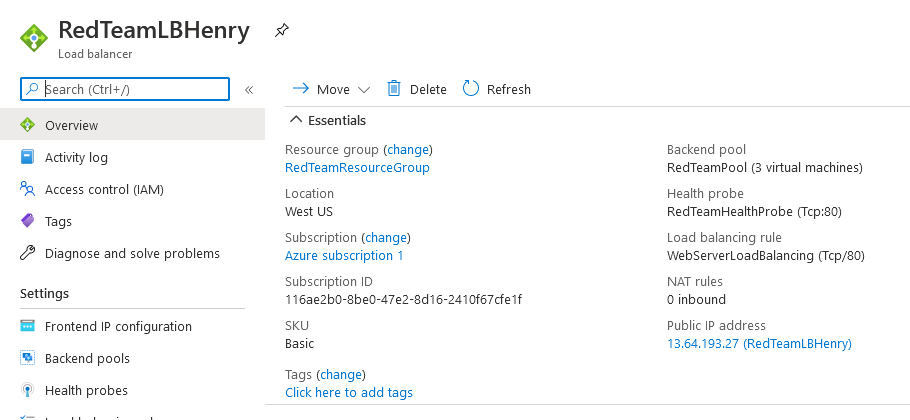 RedTeamLBHenry
Load balancer
Search (Ctrl+/)
«
Overview
Activity log
Access control (IAM)
Tags
Diagnose and solve problems
Settings
Frontend IP configuration
Backend pools
Health probes
Move
Delete
Refresh
Essentials
Resource group (change)
RedTeamResourceGroup
Location
West US
Subscription (change)
Azure subscription 1
Subscription ID
116ae2b0-8be0-47e2-8d16-2410f67cfe1f
SKU
Basic
Tags (change)
Click here to add tags
Backend pool
RedTeamPool (3 virtual machines)
Health probe
RedTeamHealthProbe (Tcp:80)
Load balancing rule
WebServerLoadBalancing (Tcp/80)
NAT rules
0 inbound
Public IP address
13.64.193.27 (RedTeamLBHenry)